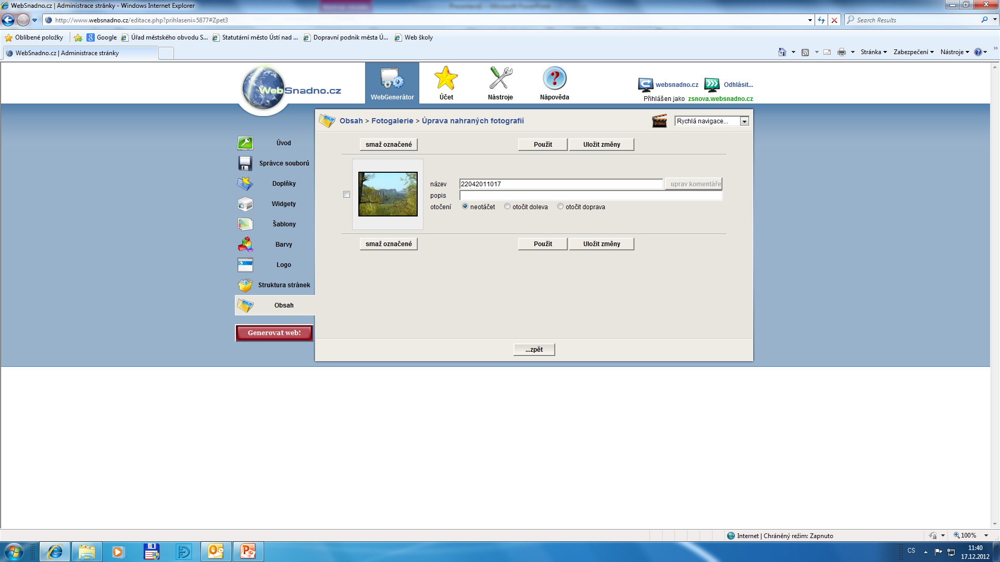 WebSnadno.cz | Administrace stránky - Windows Internet Explorer
http://www.websnadno.cz/editace.php?prihlaseni=5877#Zpet3
Search Results
Oblíbené položky
Google
Úřad městského obvodu S...
Statutární město Ústí nad ...
Dopravní podnik města Ú...
Web školy
WebSnadno.cz | Administrace stránky
Stránka
Zabezpečení
Nástroje
WebSnadno.cz
WebGenerátor
Účet
Nástroje
Nápověda
websnadno.cz
Odhlásit...
Přihlášen jako zsnova.websnadno.cz
Obsah > Fotogalerie > Úprava nahraných fotografií
Rychlá navigace...
Úvod
Správce souborů
Doplňky
Widgety
Šablony
Barvy
Logo
Struktura stránek
Obsah
Generovat web!
smaž označené
Použít
Uložit změny
název
22042011017
uprav komentáře
popis
otočení
neotáčet
otočit doleva
otočit doprava
smaž označené
Použít
Uložit změny
...zpět
Internet | Chráněný režim: Zapnuto
100%
CS
11:40
17.12.2012